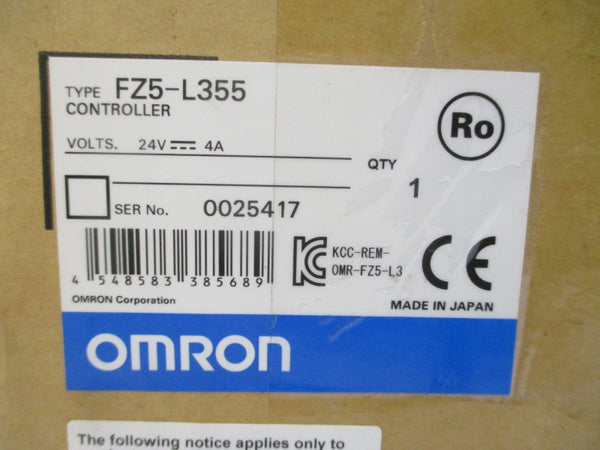 TYPE FZ5-L355
CONTROLLER
VOLTS. 24V⎓ 4A
Ro
QTY 1
SER No. 0025417
4 548583 385689
OMRON Corporation
KCC-REM-
OMR-FZ5-L3
CE
MADE IN JAPAN
OMRON
The following notice applies only to